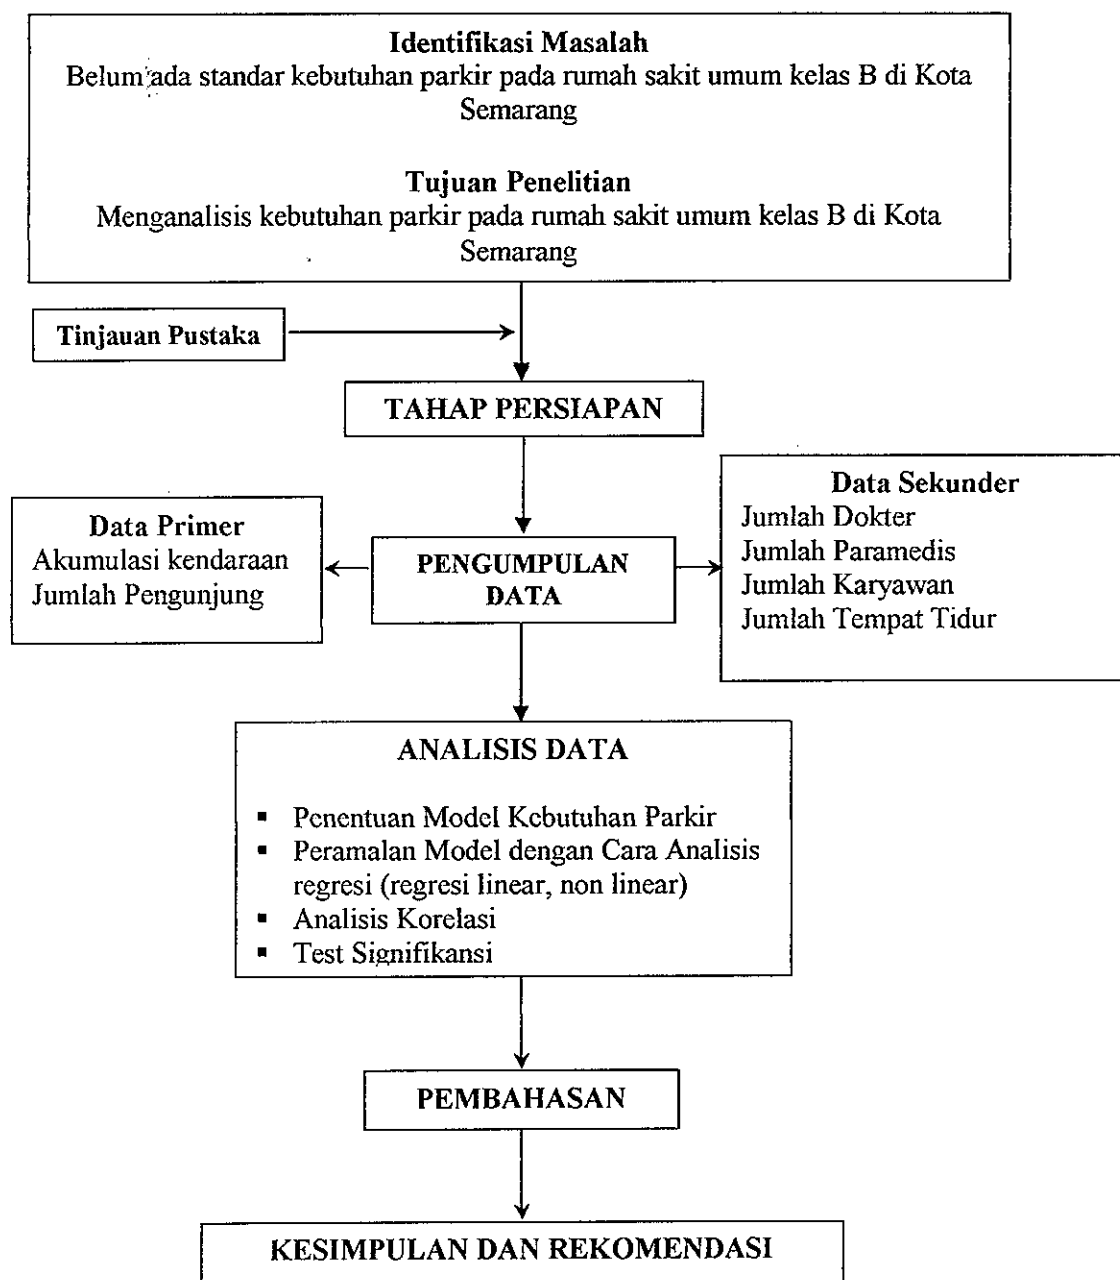 Identifikasi Masalah
Belum ada standar kebutuhan parkir pada rumah sakit umum kelas B di Kota
Semarang
Tujuan Penelitian
Menganalisis kebutuhan parkir pada rumah sakit umum kelas B di Kota
Semarang
Tinjauan Pustaka
TAHAP PERSIAPAN
Data Primer
Akumulasi kendaraan
Jumlah Pengunjung
PENGUMPULAN
DATA
Data Sekunder
Jumlah Dokter
Jumlah Paramedis
Jumlah Karyawan
Jumlah Tempat Tidur
ANALISIS DATA
▪ Penentuan Model Kebutuhan Parkir
▪ Peramalan Model dengan Cara Analisis
regresi (regresi linear, non linear)
▪ Analisis Korelasi
▪ Test Signifikansi
PEMBAHASAN
KESIMPULAN DAN REKOMENDASI